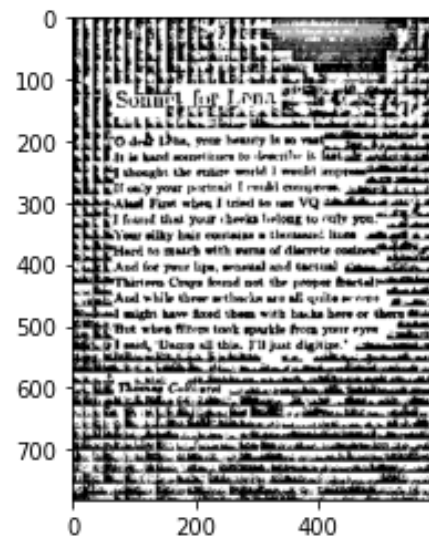 0
100
Sonnet for Lena
200
O dear Lena, your beauty is so vast
It is hard sometimes to describe it fast.
I thought the entire world I would impress
300
If only your portrait I could compress.
Alas! First when I tried to use VQ
I found that your cheeks belong to only you.
Your silky hair contains a thousand lines
Hard to match with sums of discrete cosines.
400
And for your lips, sensual and tactual
Thirteen Crays found not the proper fractal.
And while these setbacks are all quite
500
I might have fixed them with hacks here or there
But when filters took sparkle from your eyes
I said, 'Damn all this. I'll just digitize.'
600
Thomas Colthurst
700
0 200 400